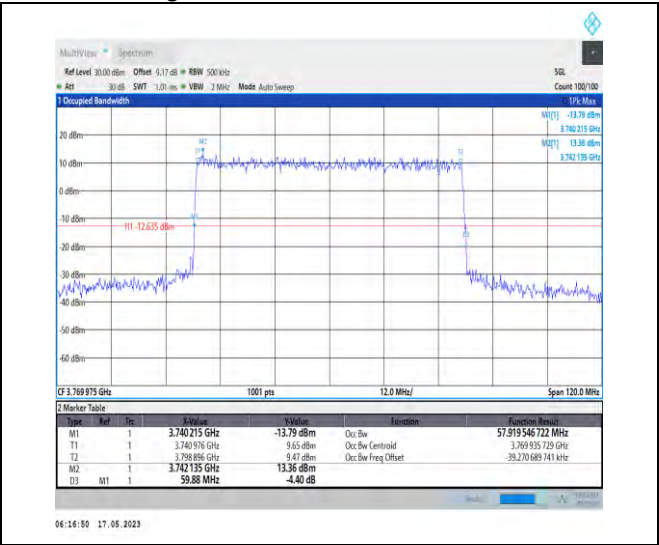 MultiView Spectrum
Ref Level 30.00 dBm Offset 9.17 dB RBW 500 kHz SGL
Att 30 dB SWT 1.01 ms VBW 2 MHz Mode Auto Sweep Count 100/100
1 Occupied Bandwidth 1Pk Max
M1[1] -13.79 dBm
3.740 215 GHz
20 dBm
M2[1] 13.36 dBm
3.742 135 GHz
M2
T1
T2
10 dBm
0 dBm
-10 dBm
M1
H1 -12.635 dBm
D3
-20 dBm
-30 dBm
-40 dBm
-50 dBm
-60 dBm
CF 3.769 975 GHz 1001 pts 12.0 MHz/ Span 120.0 MHz
2 Marker Table
Type Ref Trc X-Value Y-Value Function Function Result
M1 1 3.740 215 GHz -13.79 dBm Occ Bw 57.919 546 722 MHz
T1 1 3.740 976 GHz 9.65 dBm Occ Bw Centroid 3.769 935 729 GHz
T2 1 3.798 896 GHz 9.47 dBm Occ Bw Freq Offset -39.270 689 741 kHz
M2 1 3.742 135 GHz 13.36 dBm
D3 M1 1 59.88 MHz -4.40 dB
06:16:50 17.05.2023